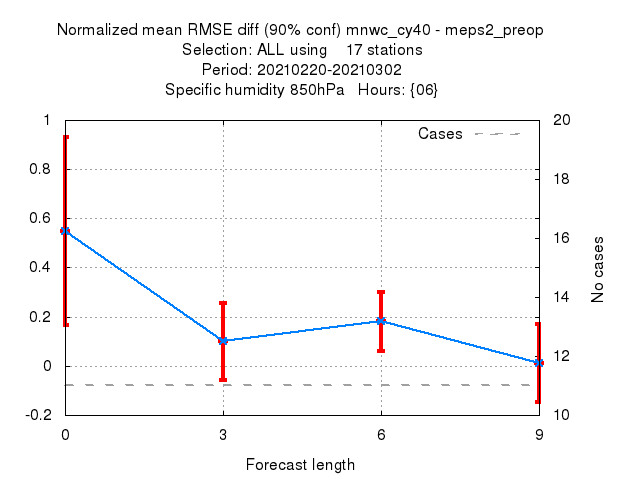 Normalized mean RMSE diff (90% conf) mnwc_cy40 - meps2_preop
Selection: ALL using    17 stations
Period: 20210220-20210302
Specific humidity 850hPa   Hours: {06}
Cases
1
0.8
0.6
0.4
0.2
0
-0.2
20
18
16
14
12
10
No cases
0 3 6 9
Forecast length